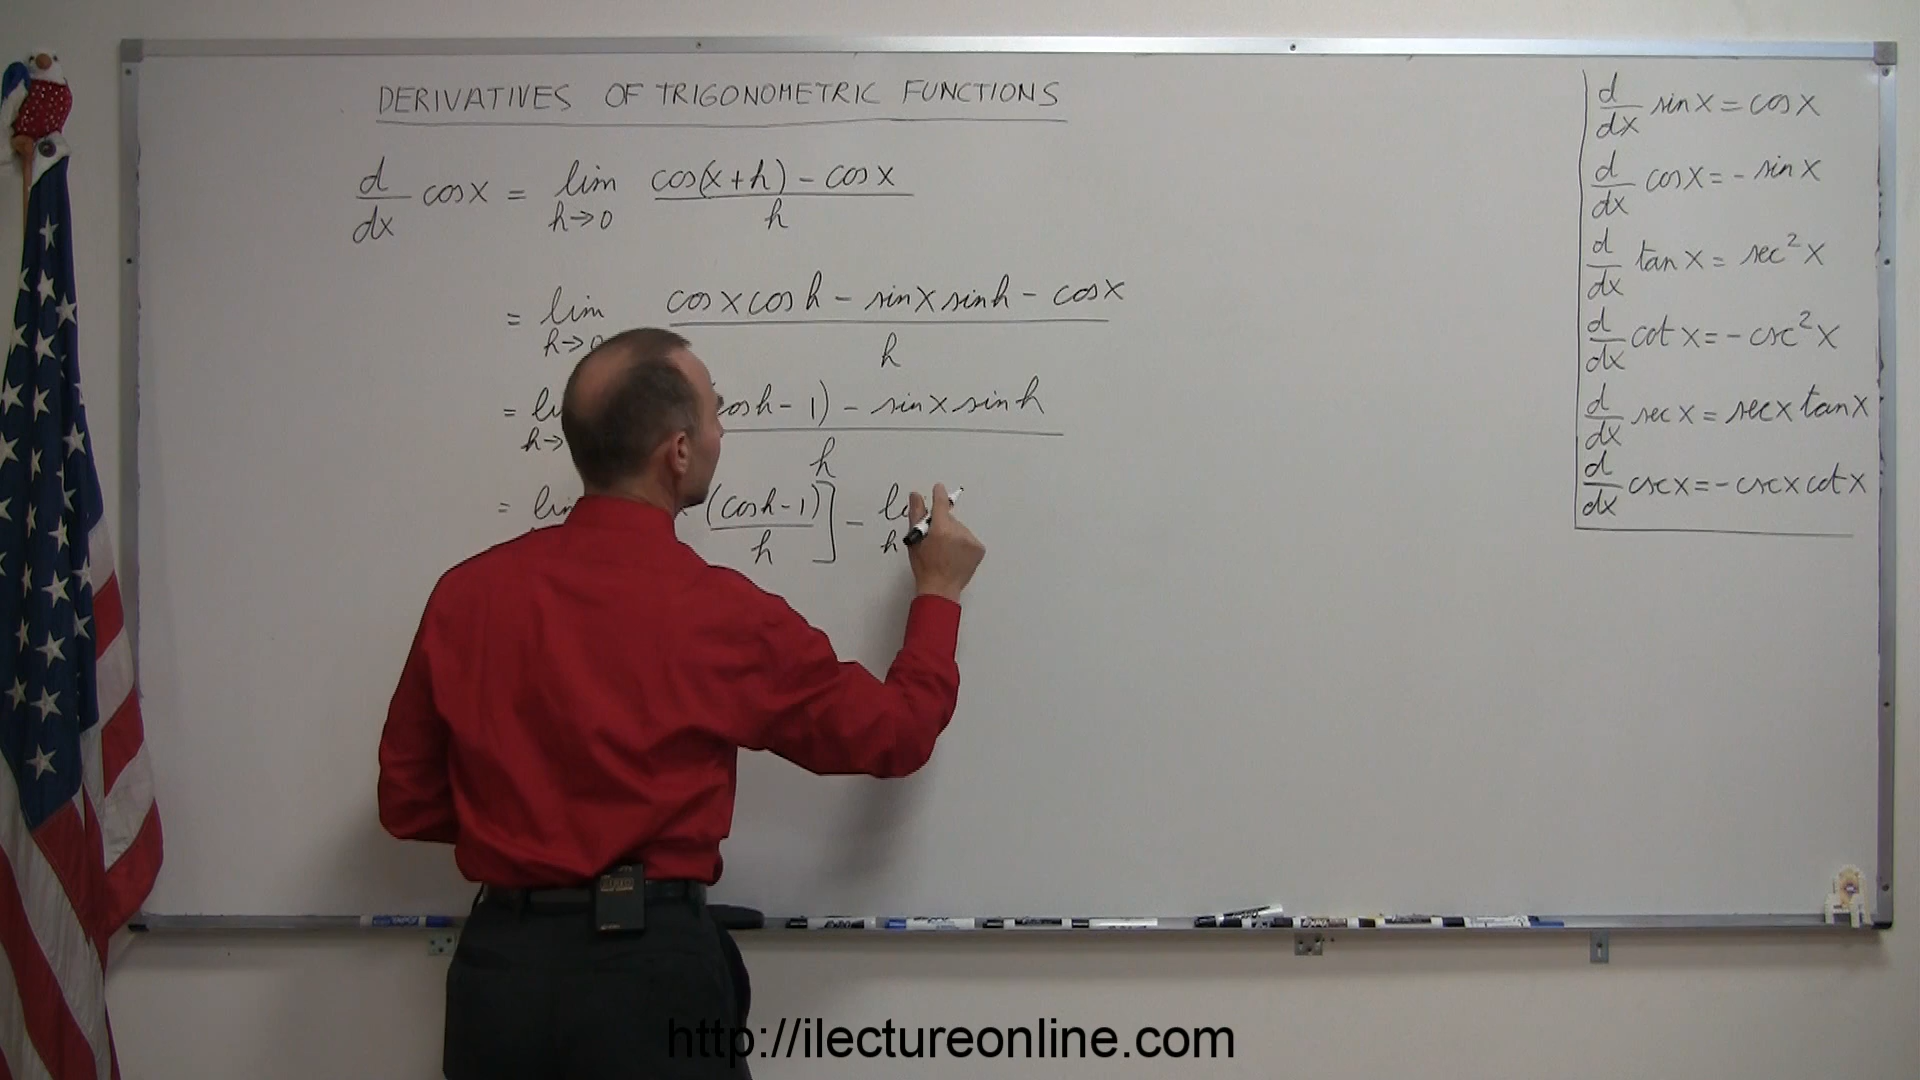 DERIVATIVES OF TRIGONOMETRIC FUNCTIONS
d/dx cos x = lim h→0 cos(x+h) - cos x / h
= lim h→0 cos x cos h - sin x sin h - cos x / h
= h→ cos h - 1) - sin x sin h / h
= lim (cos h - 1) / h ] - h
d/dx sin x = cos x
d/dx cos x = - sin x
d/dx tan x = sec² x
d/dx cot x = - csc² x
d/dx sec x = sec x tan x
d/dx csc x = - csc x cot x
http://ilectureonline.com